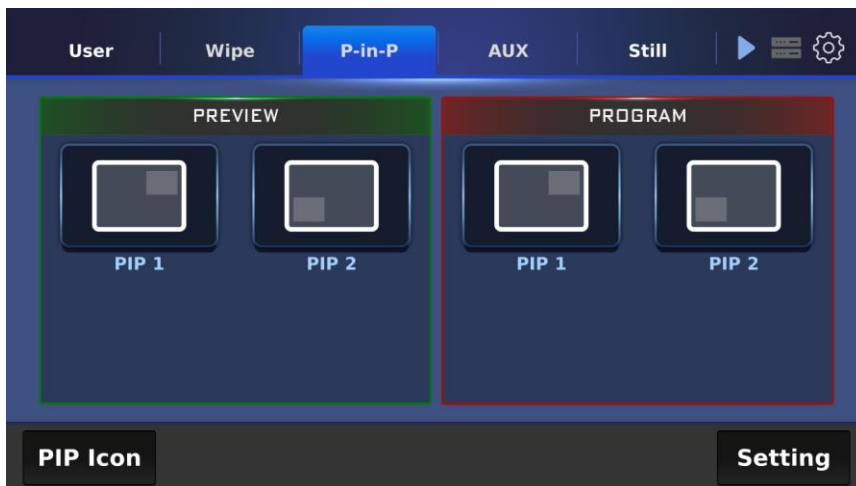 User Wipe P-in-P AUX Still
PREVIEW PROGRAM
PIP 1 PIP 2 PIP 1 PIP 2
PIP Icon Setting